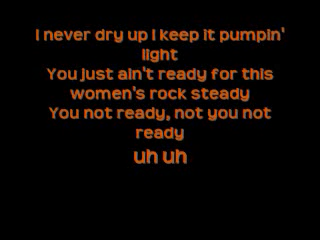 I never dry up I keep it pumpin'
light
You just ain't ready for this
women's rock steady
You not ready, not you not
ready
uh uh